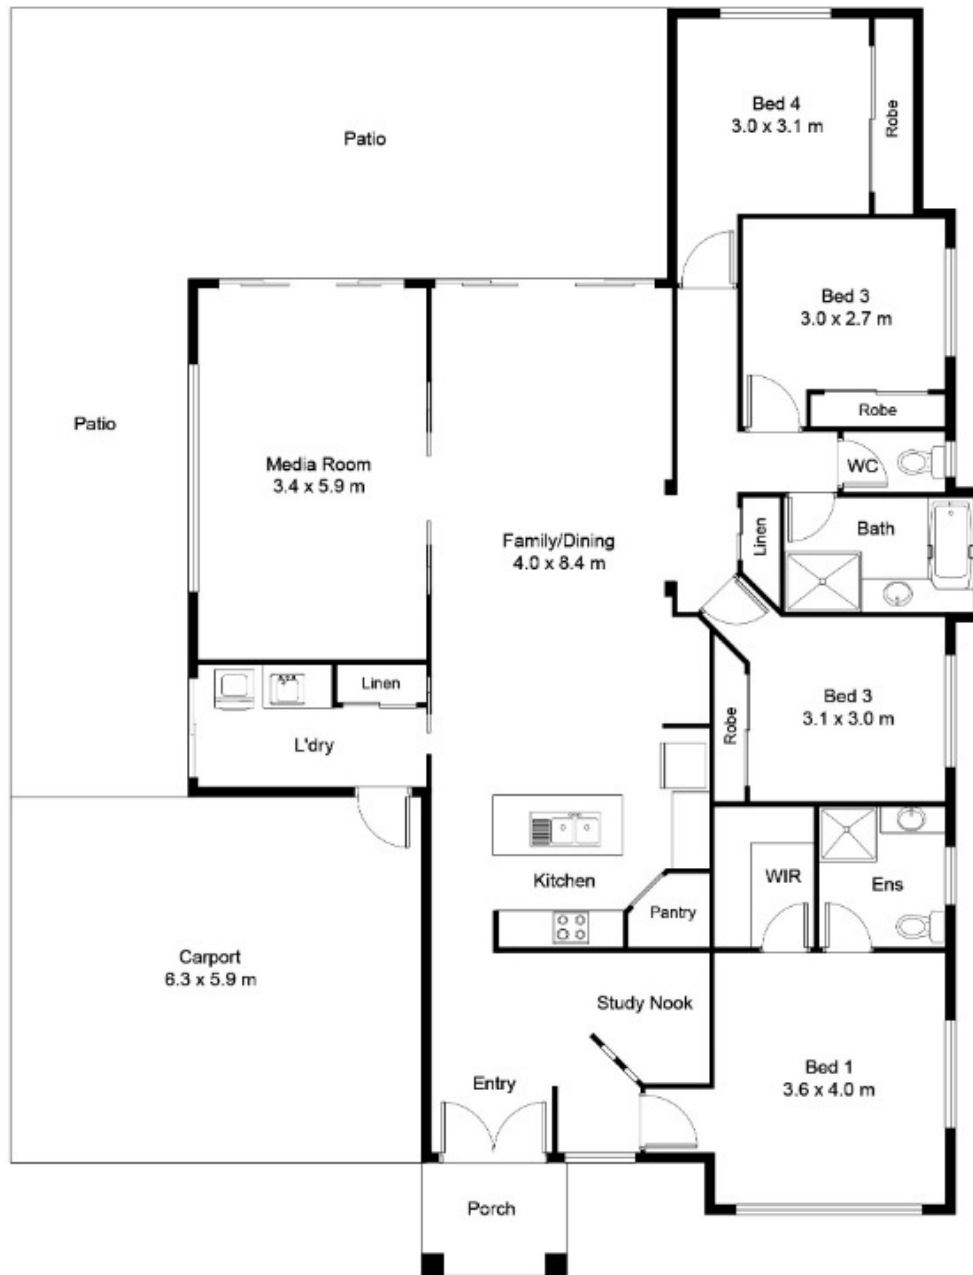 Bed 4
3.0 x 3.1 m
Robe
Patio
Bed 3
3.0 x 2.7 m
Robe
Patio
Media Room
3.4 x 5.9 m
WC
Family/Dining
4.0 x 8.4 m
Linen
Bath
Linen
L'dry
Robe
Bed 3
3.1 x 3.0 m
Kitchen
Pantry
WIR
Ens
Carport
6.3 x 5.9 m
Study Nook
Entry
Bed 1
3.6 x 4.0 m
Porch